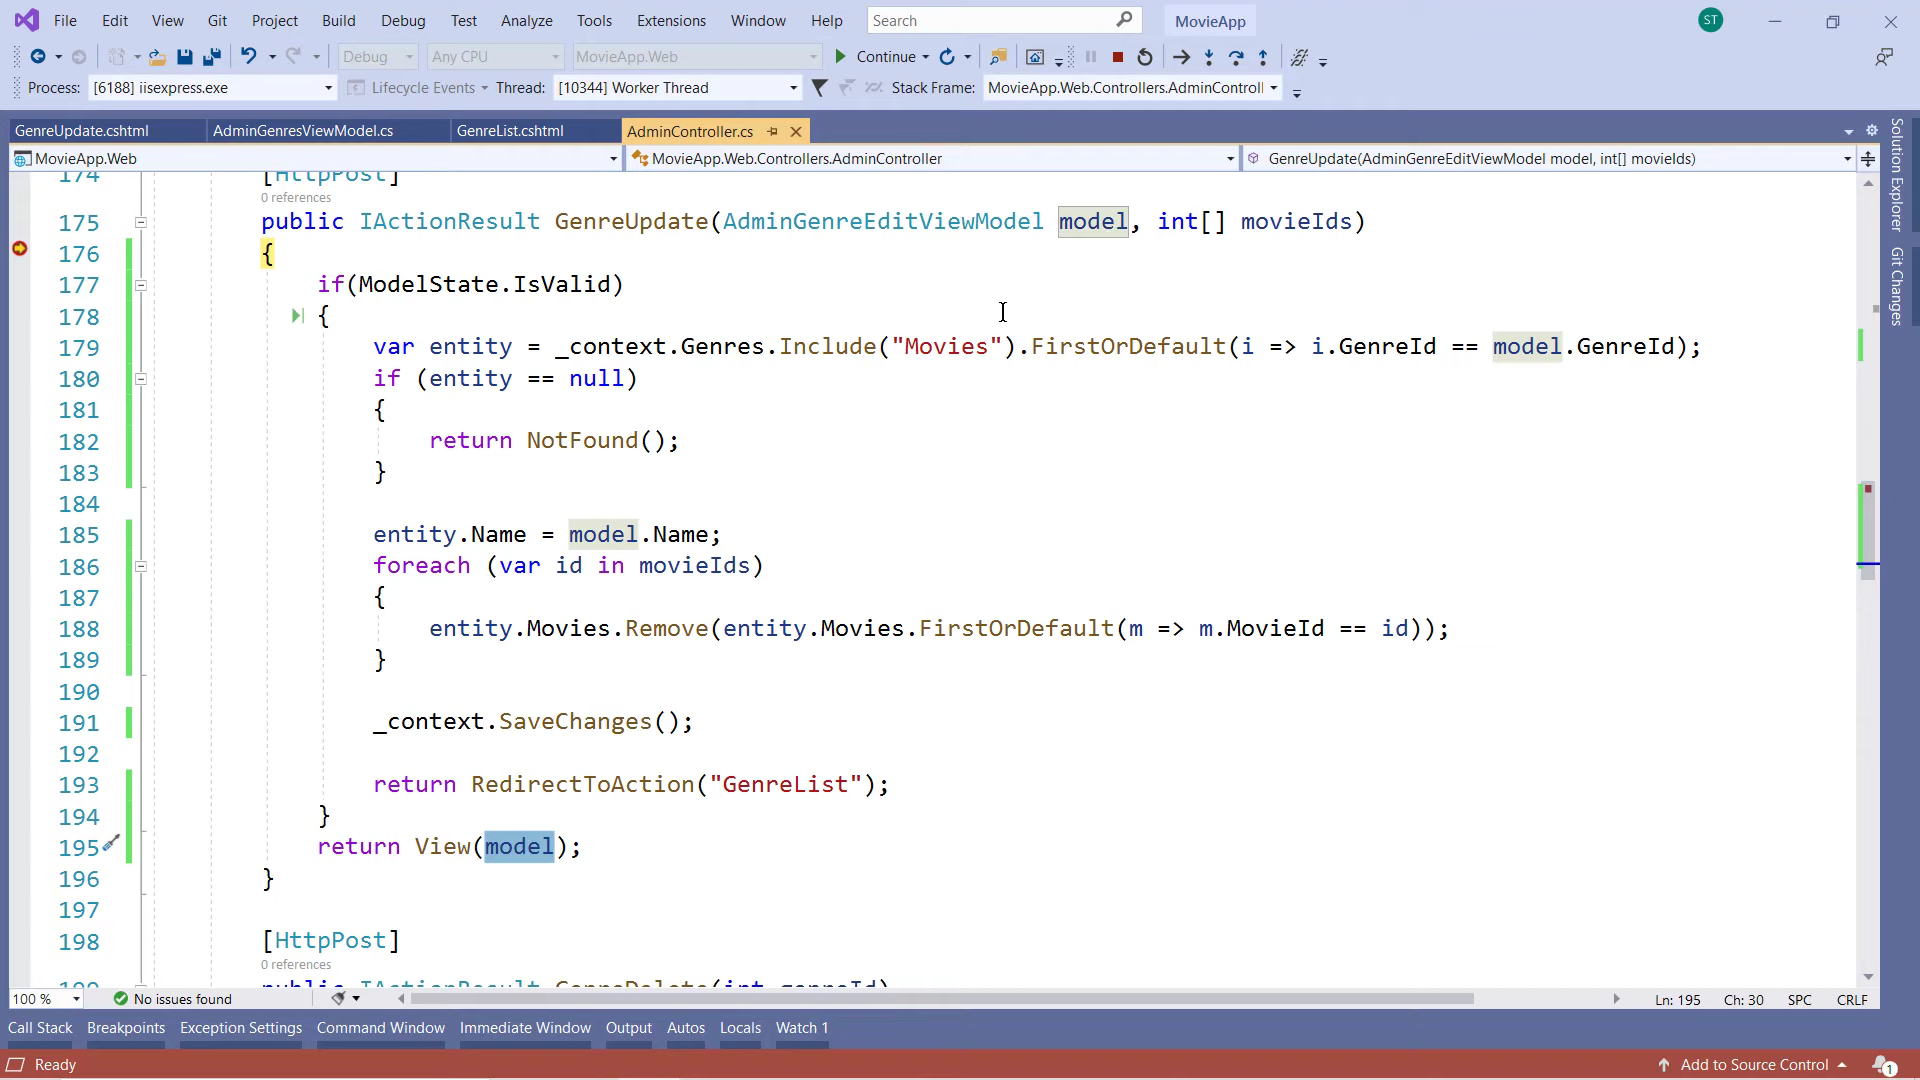 File Edit View Git Project Build Debug Test Analyze Tools Extensions Window Help Search MovieApp ST
Debug Any CPU MovieApp.Web Continue
Process: [6188] iisexpress.exe Lifecycle Events Thread: [10344] Worker Thread Stack Frame: MovieApp.Web.Controllers.AdminControll
GenreUpdate.cshtml AdminGenresViewModel.cs GenreList.cshtml AdminController.cs
MovieApp.Web MovieApp.Web.Controllers.AdminController GenreUpdate(AdminGenreEditViewModel model, int[] movieIds)
174 [HttpPost]
0 references
175 public IActionResult GenreUpdate(AdminGenreEditViewModel model, int[] movieIds)
176 {
177 if(ModelState.IsValid)
178 {
179 var entity = _context.Genres.Include("Movies").FirstOrDefault(i => i.GenreId == model.GenreId);
180 if (entity == null)
181 {
182 return NotFound();
183 }
184
185 entity.Name = model.Name;
186 foreach (var id in movieIds)
187 {
188 entity.Movies.Remove(entity.Movies.FirstOrDefault(m => m.MovieId == id));
189 }
190
191 _context.SaveChanges();
192
193 return RedirectToAction("GenreList");
194 }
195 return View(model);
196 }
197
198 [HttpPost]
0 references
public IActionResult GenreDelete(int genreId)
Solution Explorer
Git Changes
100 % No issues found Ln: 195 Ch: 30 SPC CRLF
Call Stack Breakpoints Exception Settings Command Window Immediate Window Output Autos Locals Watch 1
Ready Add to Source Control 1